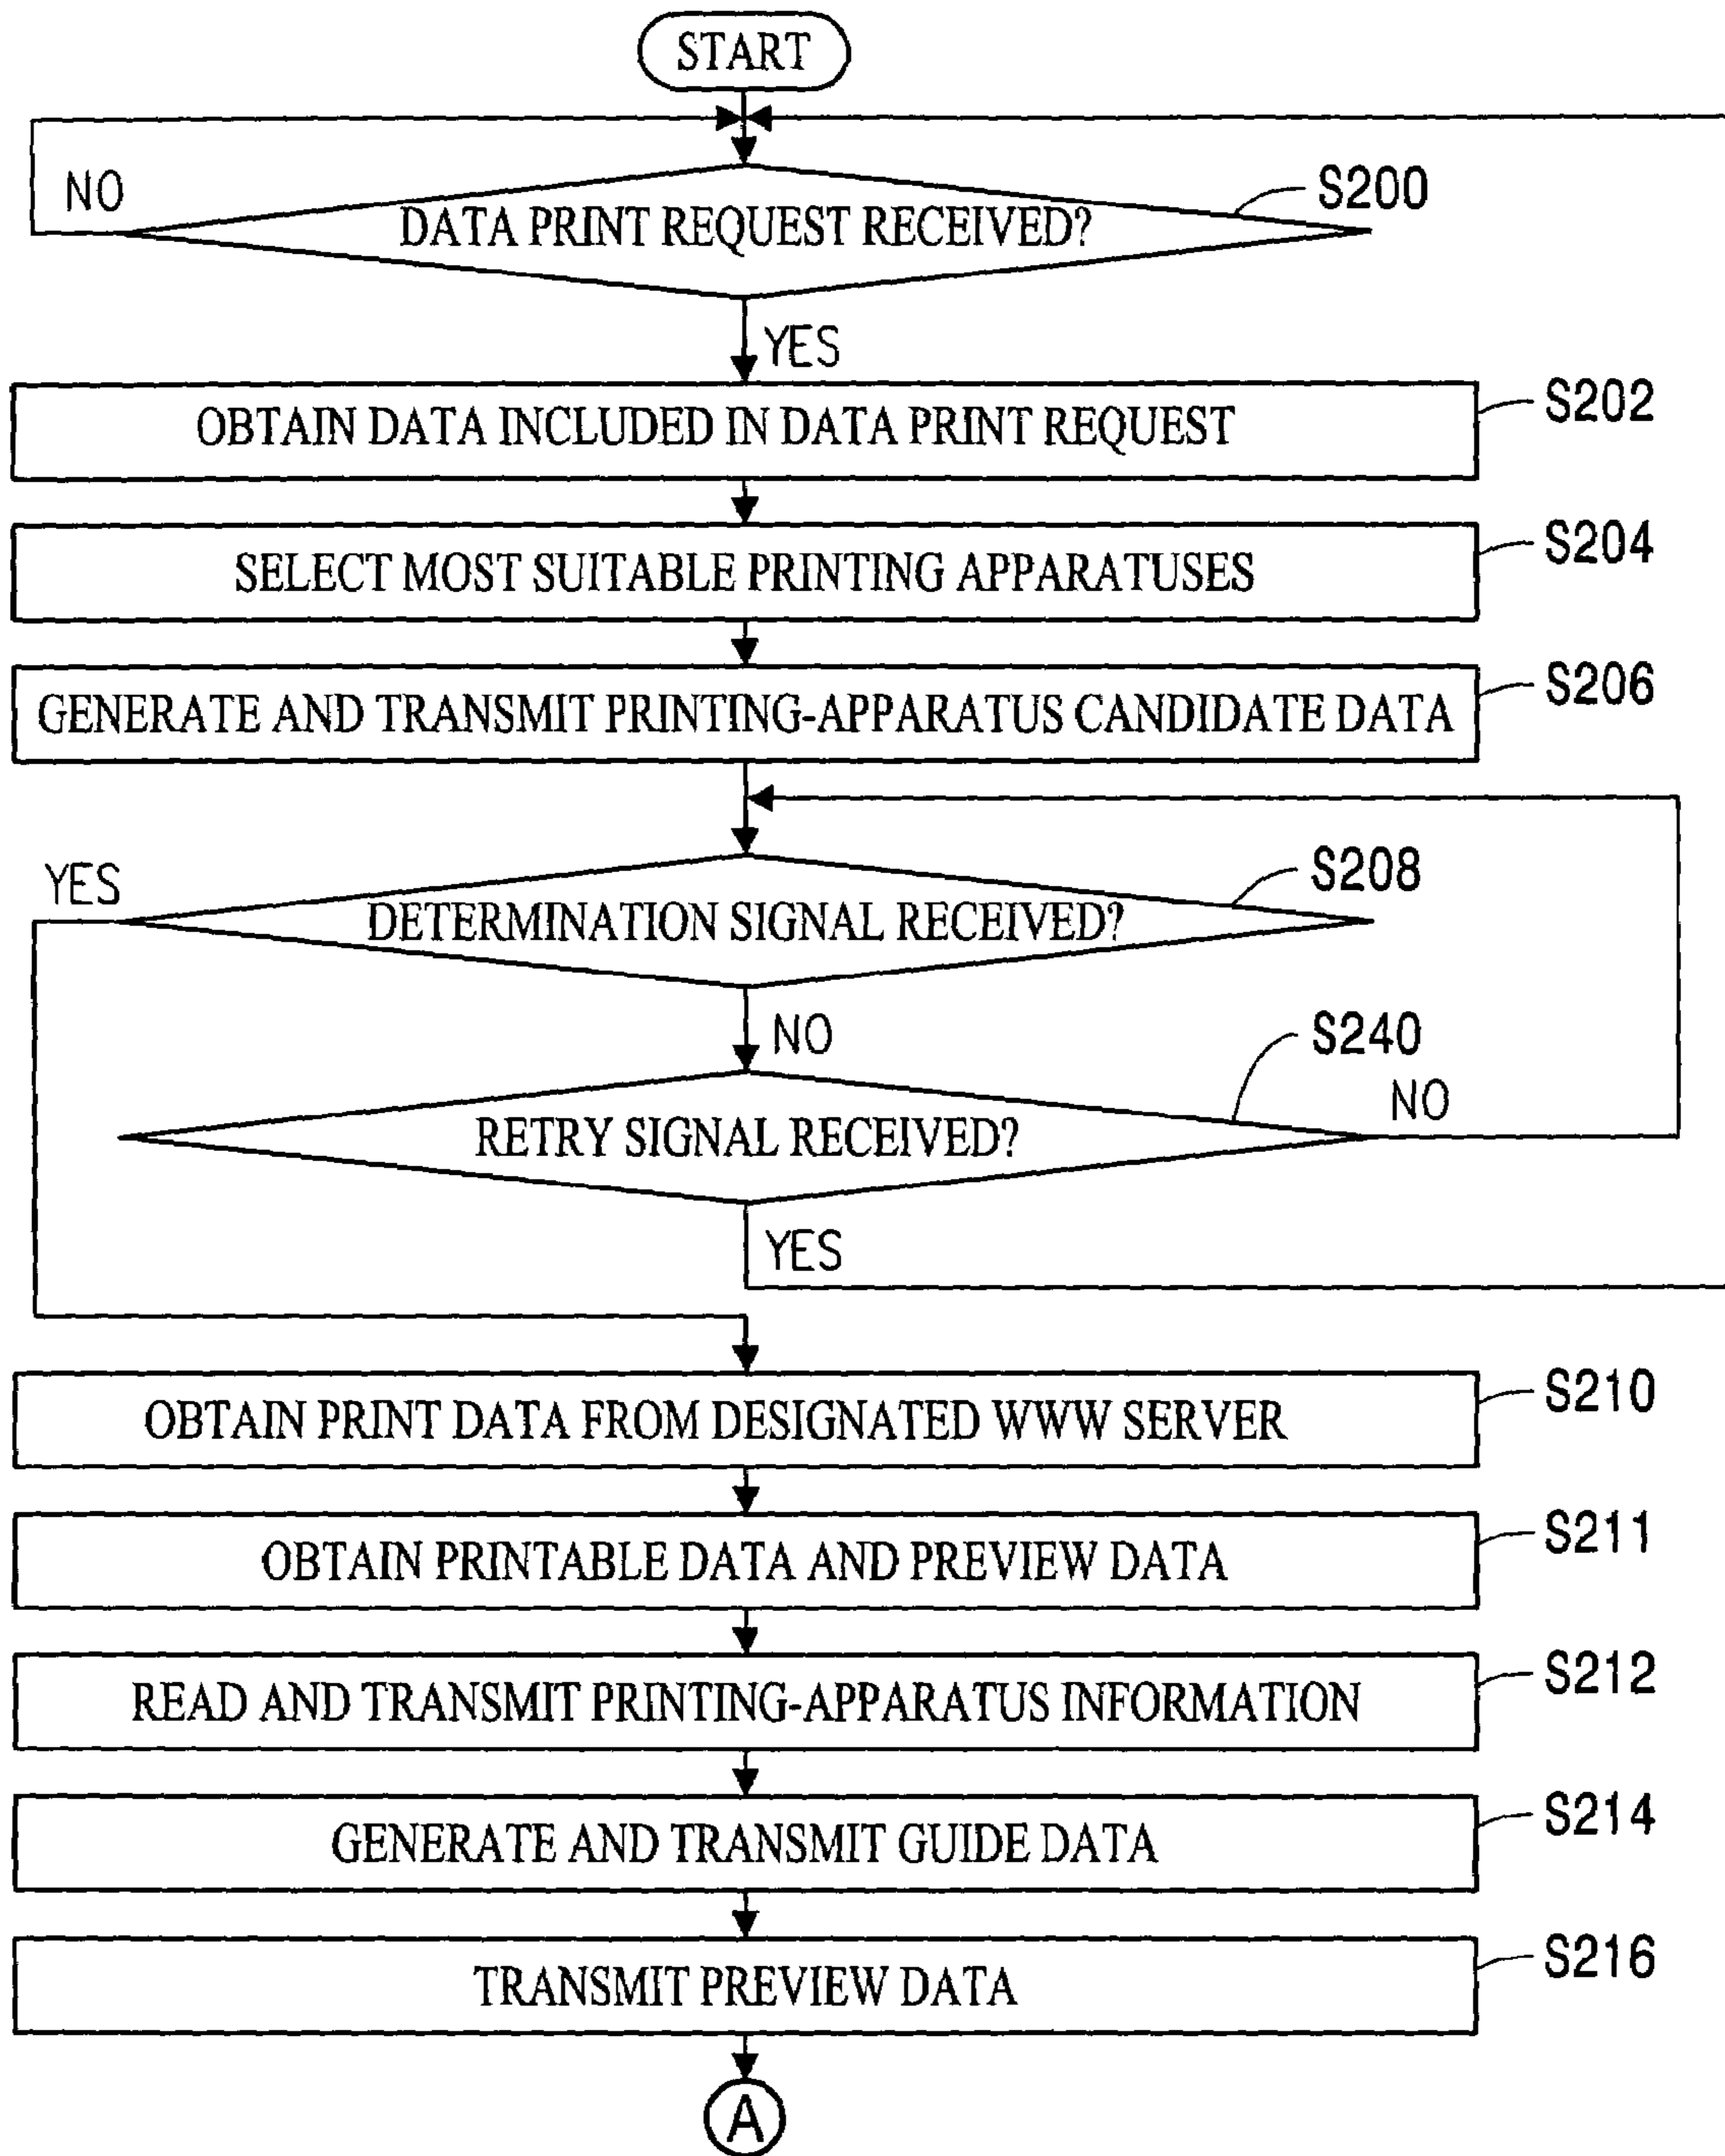 START
NO
DATA PRINT REQUEST RECEIVED?
S200
YES
OBTAIN DATA INCLUDED IN DATA PRINT REQUEST
S202
SELECT MOST SUITABLE PRINTING APPARATUSES
S204
GENERATE AND TRANSMIT PRINTING-APPARATUS CANDIDATE DATA
S206
YES
DETERMINATION SIGNAL RECEIVED?
S208
NO
S240
RETRY SIGNAL RECEIVED?
NO
YES
OBTAIN PRINT DATA FROM DESIGNATED WWW SERVER
S210
OBTAIN PRINTABLE DATA AND PREVIEW DATA
S211
READ AND TRANSMIT PRINTING-APPARATUS INFORMATION
S212
GENERATE AND TRANSMIT GUIDE DATA
S214
TRANSMIT PREVIEW DATA
S216
A